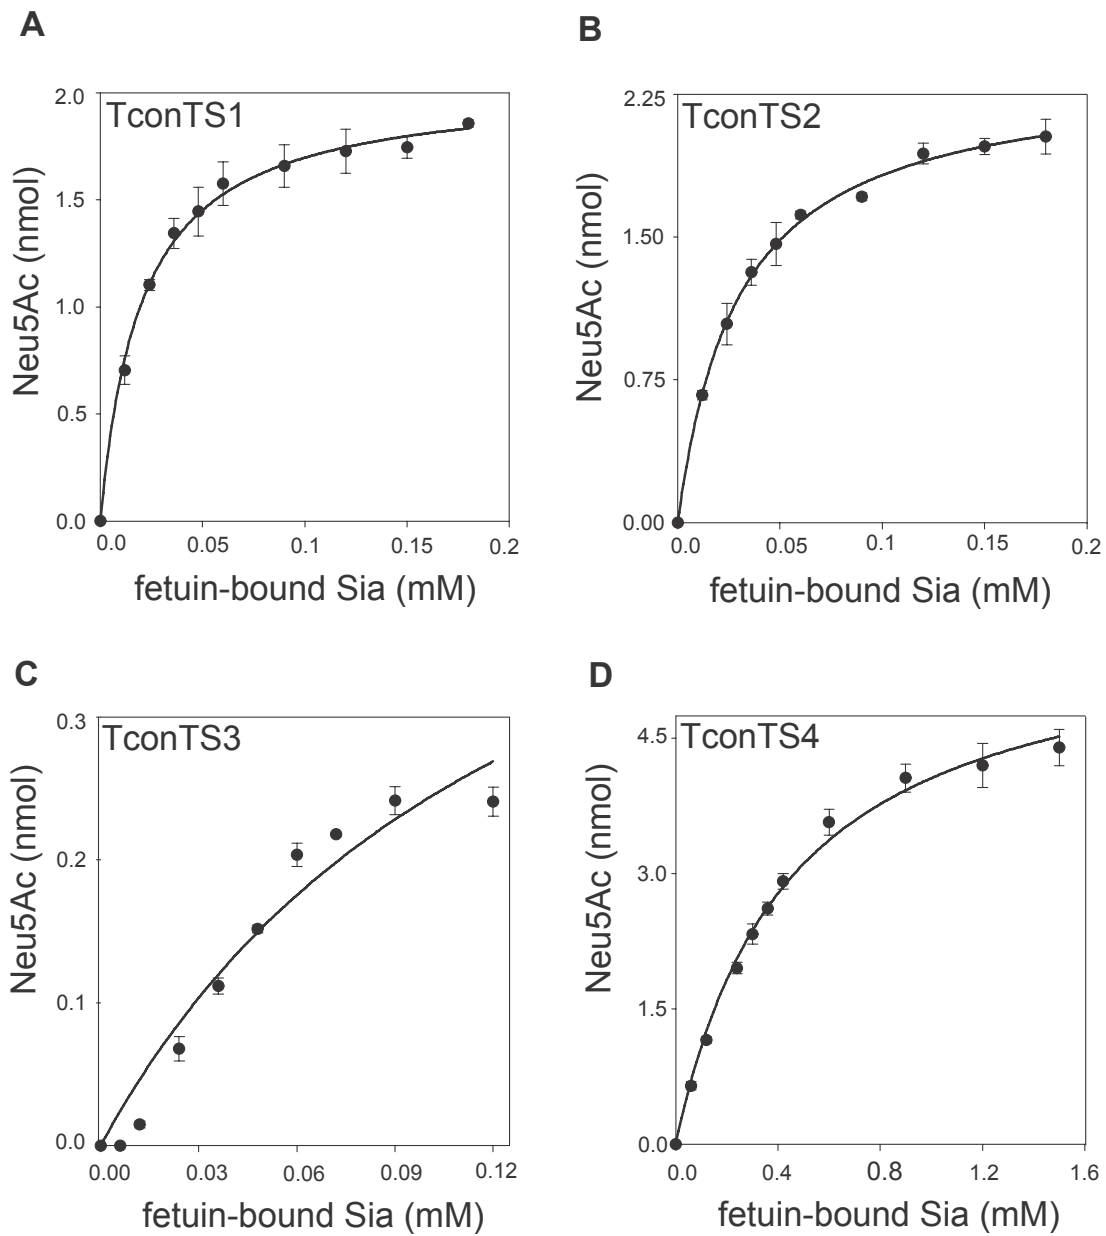 A
TconTS1
Neu5Ac (nmol)
2.0
1.5
1.0
0.5
0.0
0.0 0.05 0.1 0.15 0.2
fetuin-bound Sia (mM)
B
TconTS2
Neu5Ac (nmol)
2.25
1.50
0.75
0.00
0.0 0.05 0.1 0.15 0.2
fetuin-bound Sia (mM)
C
TconTS3
Neu5Ac (nmol)
0.3
0.2
0.1
0.0
0.00 0.03 0.06 0.09 0.12
fetuin-bound Sia (mM)
D
TconTS4
Neu5Ac (nmol)
4.5
3.0
1.5
0.0
0.0 0.4 0.8 1.2 1.6
fetuin-bound Sia (mM)